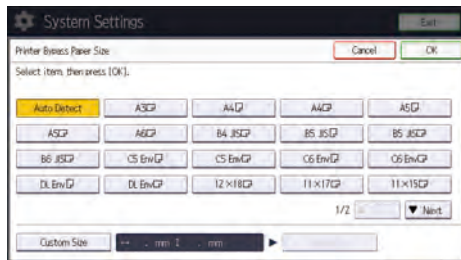 System Settings Exit
Printer Bypass Paper Size Cancel OK
Select item, then press [OK].
Auto Detect A3 A4 A4 A5
A5 A6 B4 JIS B5 JIS B5 JIS
B6 JIS C5 Env C5 Env C6 Env C6 Env
DL Env DL Env 12×18 11×17 11×15
1/2 ▼ Next
Custom Size -- . mm . mm ►